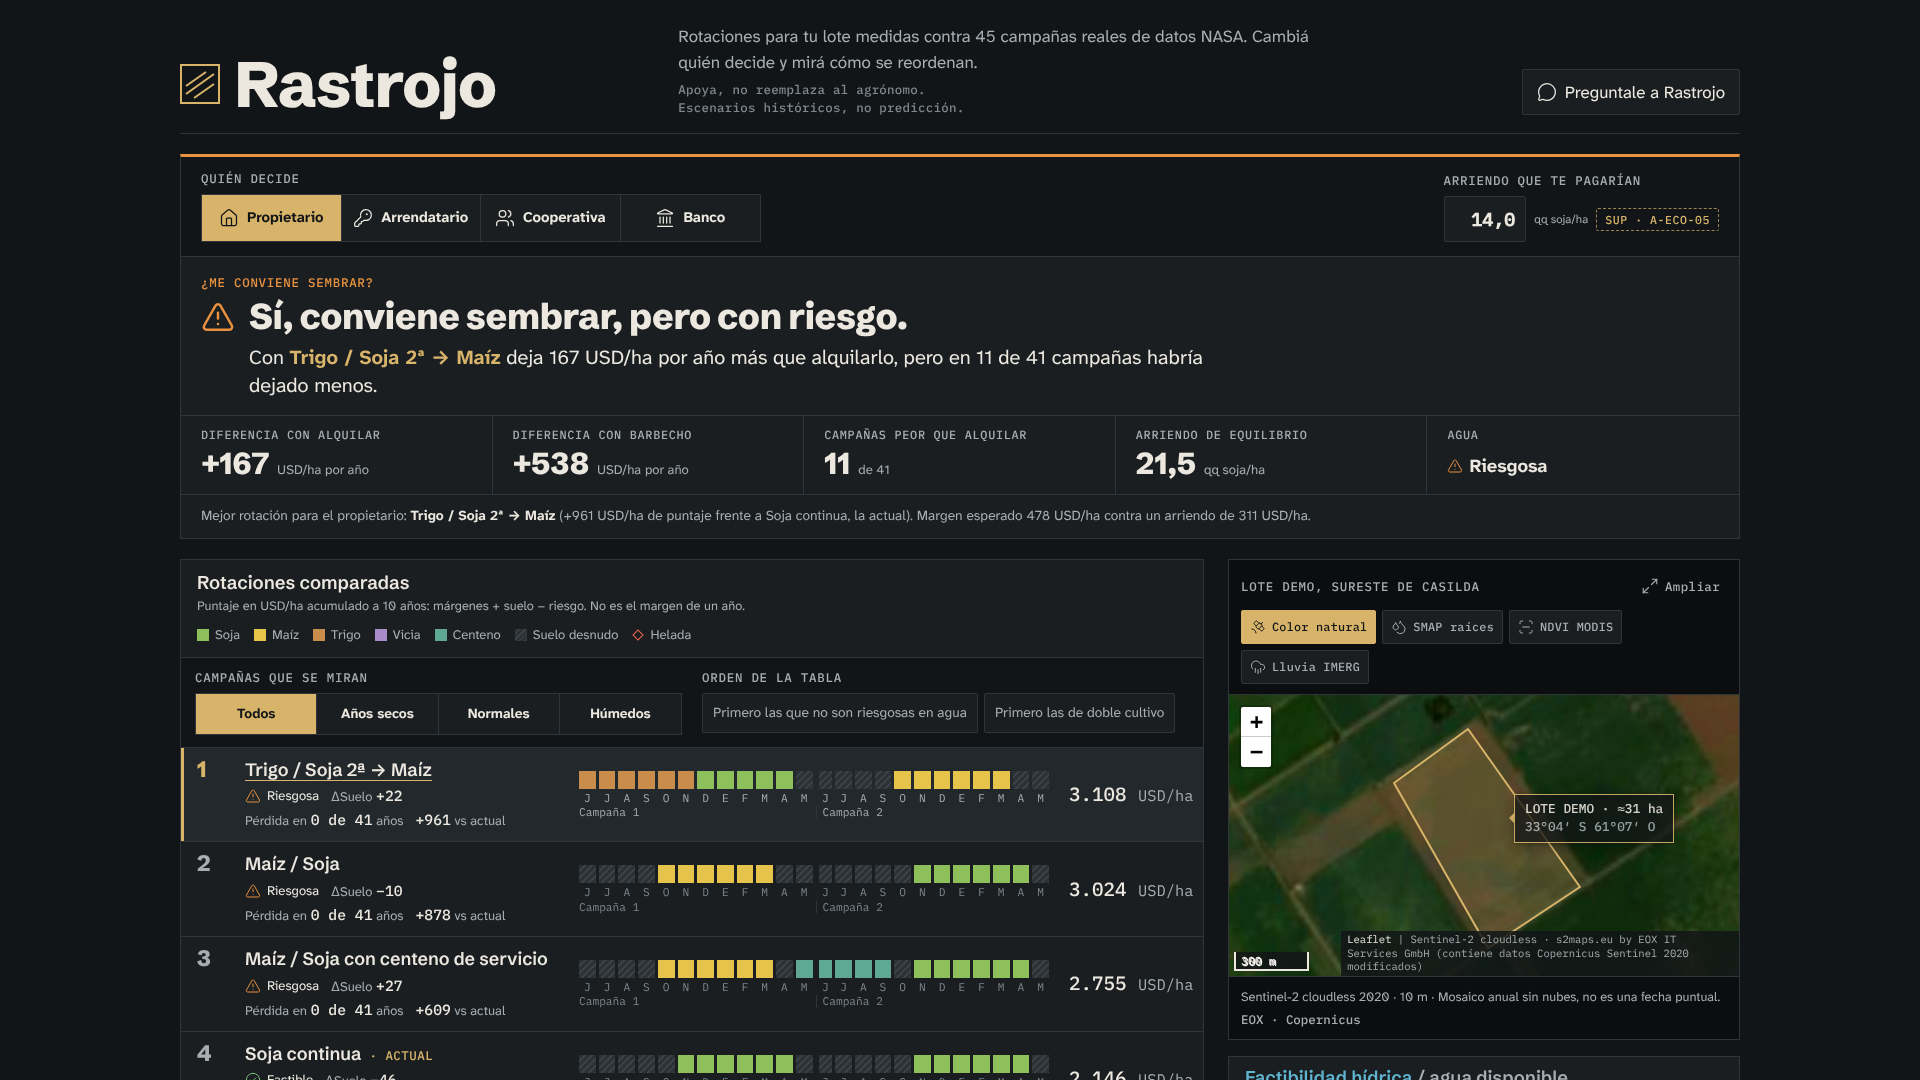 Rastrojo
Rotaciones para tu lote medidas contra 45 campañas reales de datos NASA. Cambiá
quién decide y mirá cómo se reordenan.
Apoya, no reemplaza al agrónomo.
Escenarios históricos, no predicción.
Preguntale a Rastrojo
QUIÉN DECIDE
Propietario
Arrendatario
Cooperativa
Banco
ARRIENDO QUE TE PAGARÍAN
14,0 qq soja/ha SUP · A-ECO-05
¿ME CONVIENE SEMBRAR?
Sí, conviene sembrar, pero con riesgo.
Con Trigo / Soja 2ª → Maíz deja 167 USD/ha por año más que alquilarlo, pero en 11 de 41 campañas habría
dejado menos.
DIFERENCIA CON ALQUILAR
+167 USD/ha por año
DIFERENCIA CON BARBECHO
+538 USD/ha por año
CAMPAÑAS PEOR QUE ALQUILAR
11 de 41
ARRIENDO DE EQUILIBRIO
21,5 qq soja/ha
AGUA
Riesgosa
Mejor rotación para el propietario: Trigo / Soja 2ª → Maíz (+961 USD/ha de puntaje frente a Soja continua, la actual). Margen esperado 478 USD/ha contra un arriendo de 311 USD/ha.
Rotaciones comparadas
Puntaje en USD/ha acumulado a 10 años: márgenes + suelo − riesgo. No es el margen de un año.
Soja Maíz Trigo Vicia Centeno Suelo desnudo Helada
CAMPAÑAS QUE SE MIRAN
Todos
Años secos
Normales
Húmedos
ORDEN DE LA TABLA
Primero las que no son riesgosas en agua
Primero las de doble cultivo
1
Trigo / Soja 2ª → Maíz
Riesgosa ΔSuelo +22
Pérdida en 0 de 41 años +961 vs actual
J J A S O N D E F M A M J J A S O N D E F M A M
Campaña 1 Campaña 2
3.108 USD/ha
2
Maíz / Soja
Riesgosa ΔSuelo −10
Pérdida en 0 de 41 años +878 vs actual
J J A S O N D E F M A M J J A S O N D E F M A M
Campaña 1 Campaña 2
3.024 USD/ha
3
Maíz / Soja con centeno de servicio
Riesgosa ΔSuelo +27
Pérdida en 0 de 41 años +609 vs actual
J J A S O N D E F M A M J J A S O N D E F M A M
Campaña 1 Campaña 2
2.755 USD/ha
4
Soja continua · ACTUAL
Factible ΔSuelo −46
2.146 USD/ha
LOTE DEMO, SURESTE DE CASILDA
Ampliar
Color natural
SMAP raíces
NDVI MODIS
Lluvia IMERG
+
−
LOTE DEMO · ≈31 ha
33°04′ S 61°07′ O
300 m
Leaflet | Sentinel-2 cloudless · s2maps.eu by EOX IT
Services GmbH (contiene datos Copernicus Sentinel 2020
modificados)
Sentinel-2 cloudless 2020 · 10 m · Mosaico anual sin nubes, no es una fecha puntual.
EOX · Copernicus
Factibilidad hídrica / agua disponible